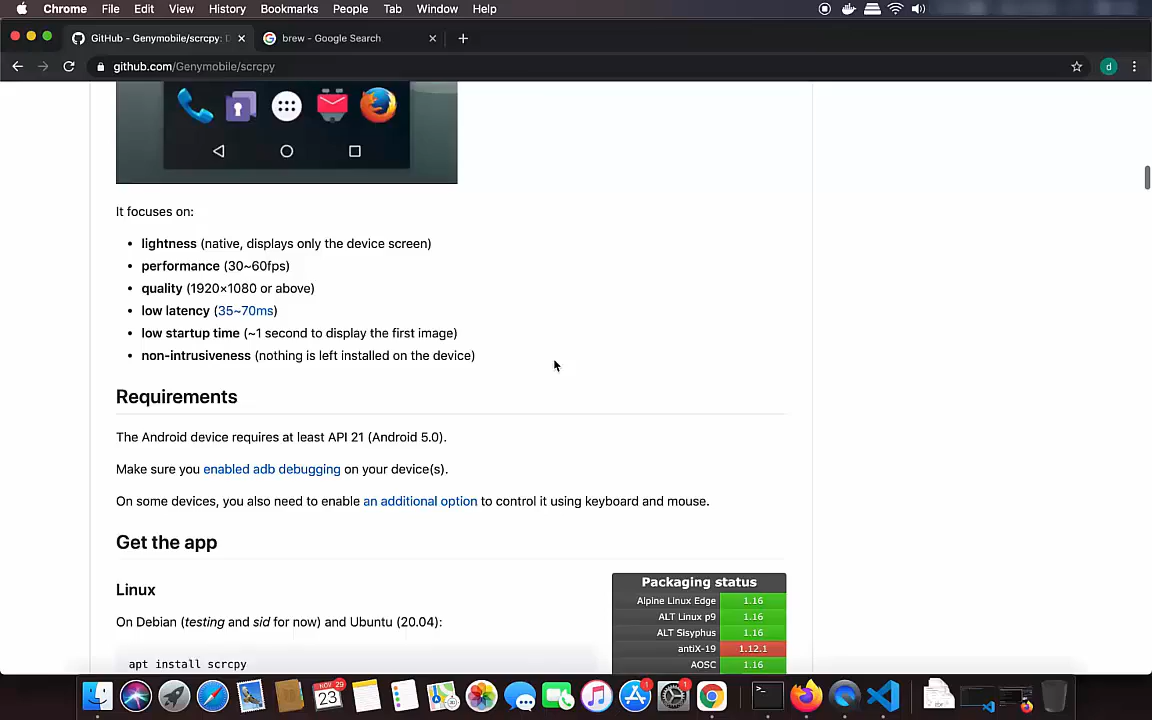 Chrome File Edit View History Bookmarks People Tab Window Help
GitHub - Genymobile/scrcpy: D
brew - Google Search
github.com/Genymobile/scrcpy
d
It focuses on:
• lightness (native, displays only the device screen)
• performance (30~60fps)
• quality (1920×1080 or above)
• low latency (35~70ms)
• low startup time (~1 second to display the first image)
• non-intrusiveness (nothing is left installed on the device)
Requirements
The Android device requires at least API 21 (Android 5.0).
Make sure you enabled adb debugging on your device(s).
On some devices, you also need to enable an additional option to control it using keyboard and mouse.
Get the app
Linux
On Debian (testing and sid for now) and Ubuntu (20.04):
apt install scrcpy
Packaging status
Alpine Linux Edge 1.16
ALT Linux p9 1.16
ALT Sisyphus 1.16
antiX-19 1.12.1
AOSC 1.16
NOV 29
23
1
1